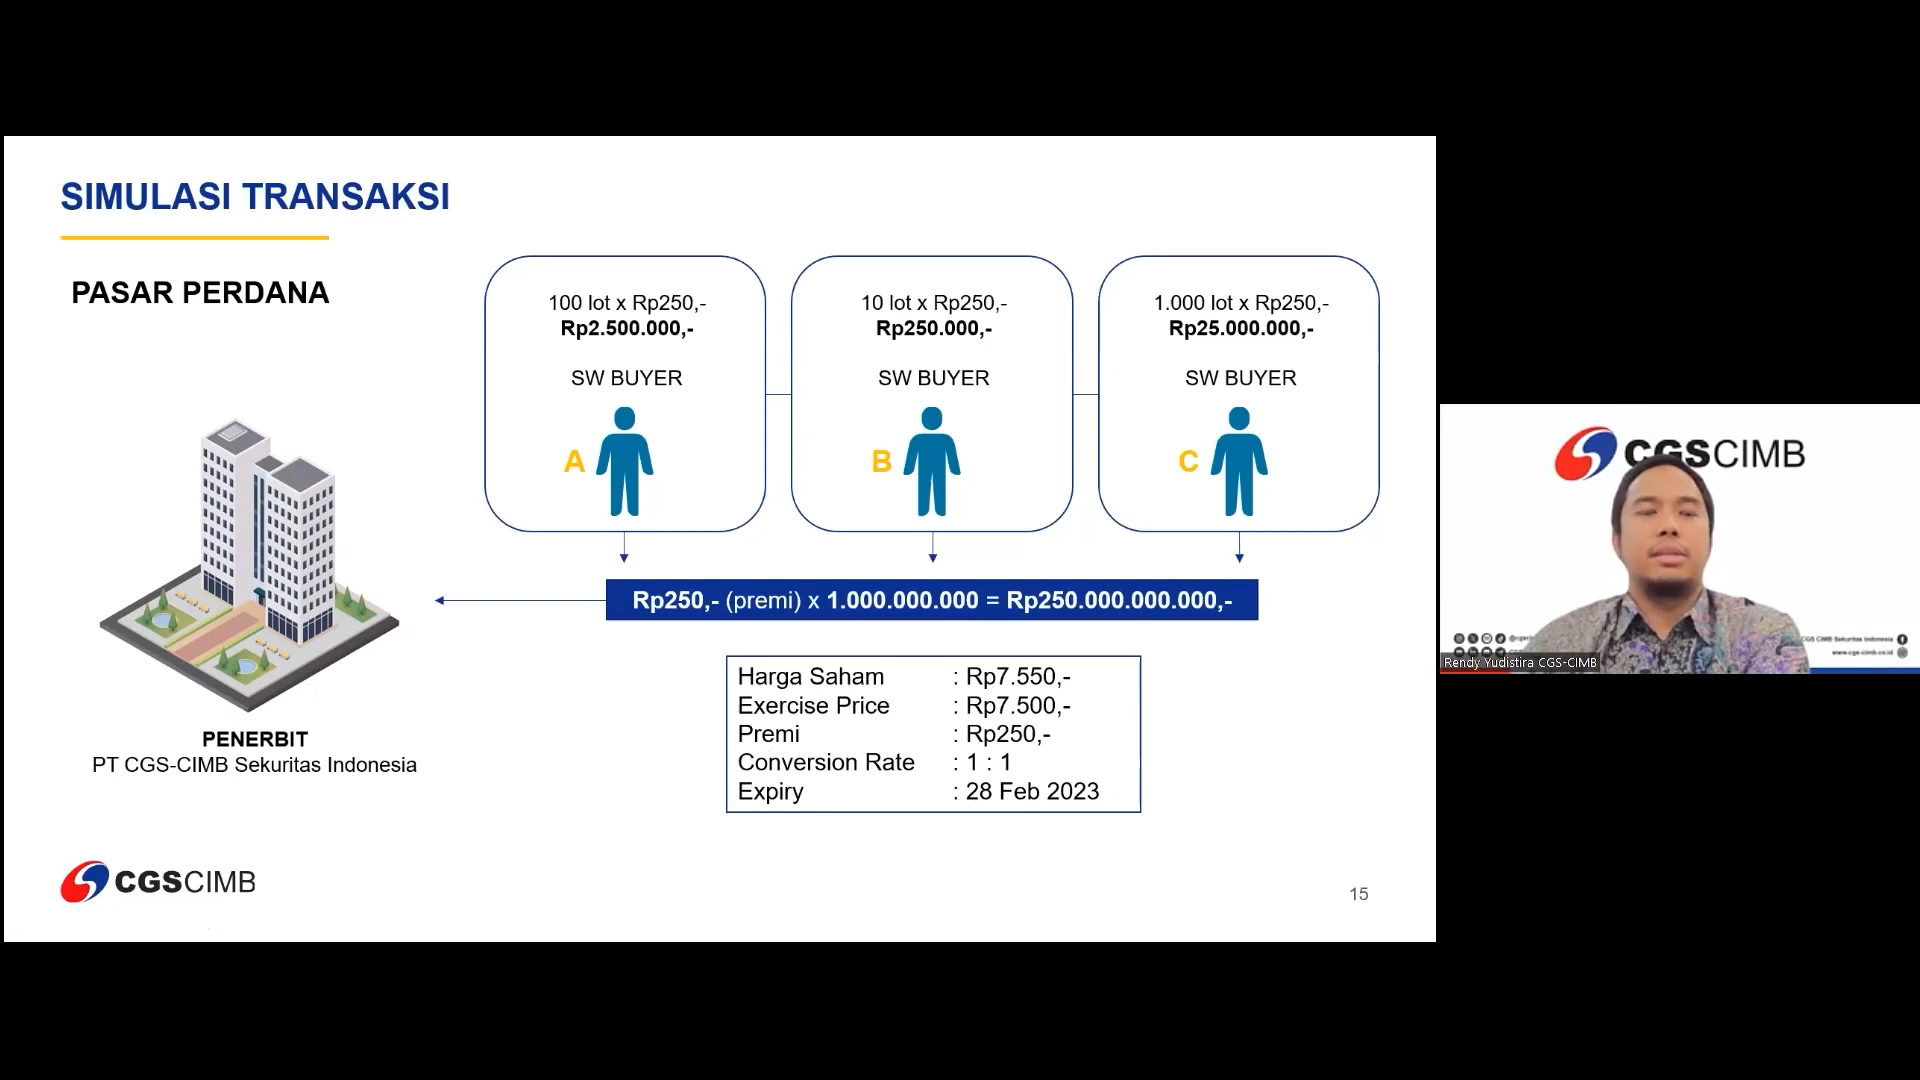 SIMULASI TRANSAKSI
PASAR PERDANA
100 lot x Rp250,-
Rp2.500.000,-
SW BUYER
A
10 lot x Rp250,-
Rp250.000,-
SW BUYER
B
1.000 lot x Rp250,-
Rp25.000.000,-
SW BUYER
C
Rp250,- (premi) x 1.000.000.000 = Rp250.000.000.000,-
Harga Saham : Rp7.550,-
Exercise Price : Rp7.500,-
Premi : Rp250,-
Conversion Rate : 1 : 1
Expiry : 28 Feb 2023
PENERBIT
PT CGS-CIMB Sekuritas Indonesia
CGSCIMB
15
CGSCIMB
CGS CIMB Sekuritas Indonesia
www.cgs-cimb.co.id
Rendy Yudistira CGS-CIMB